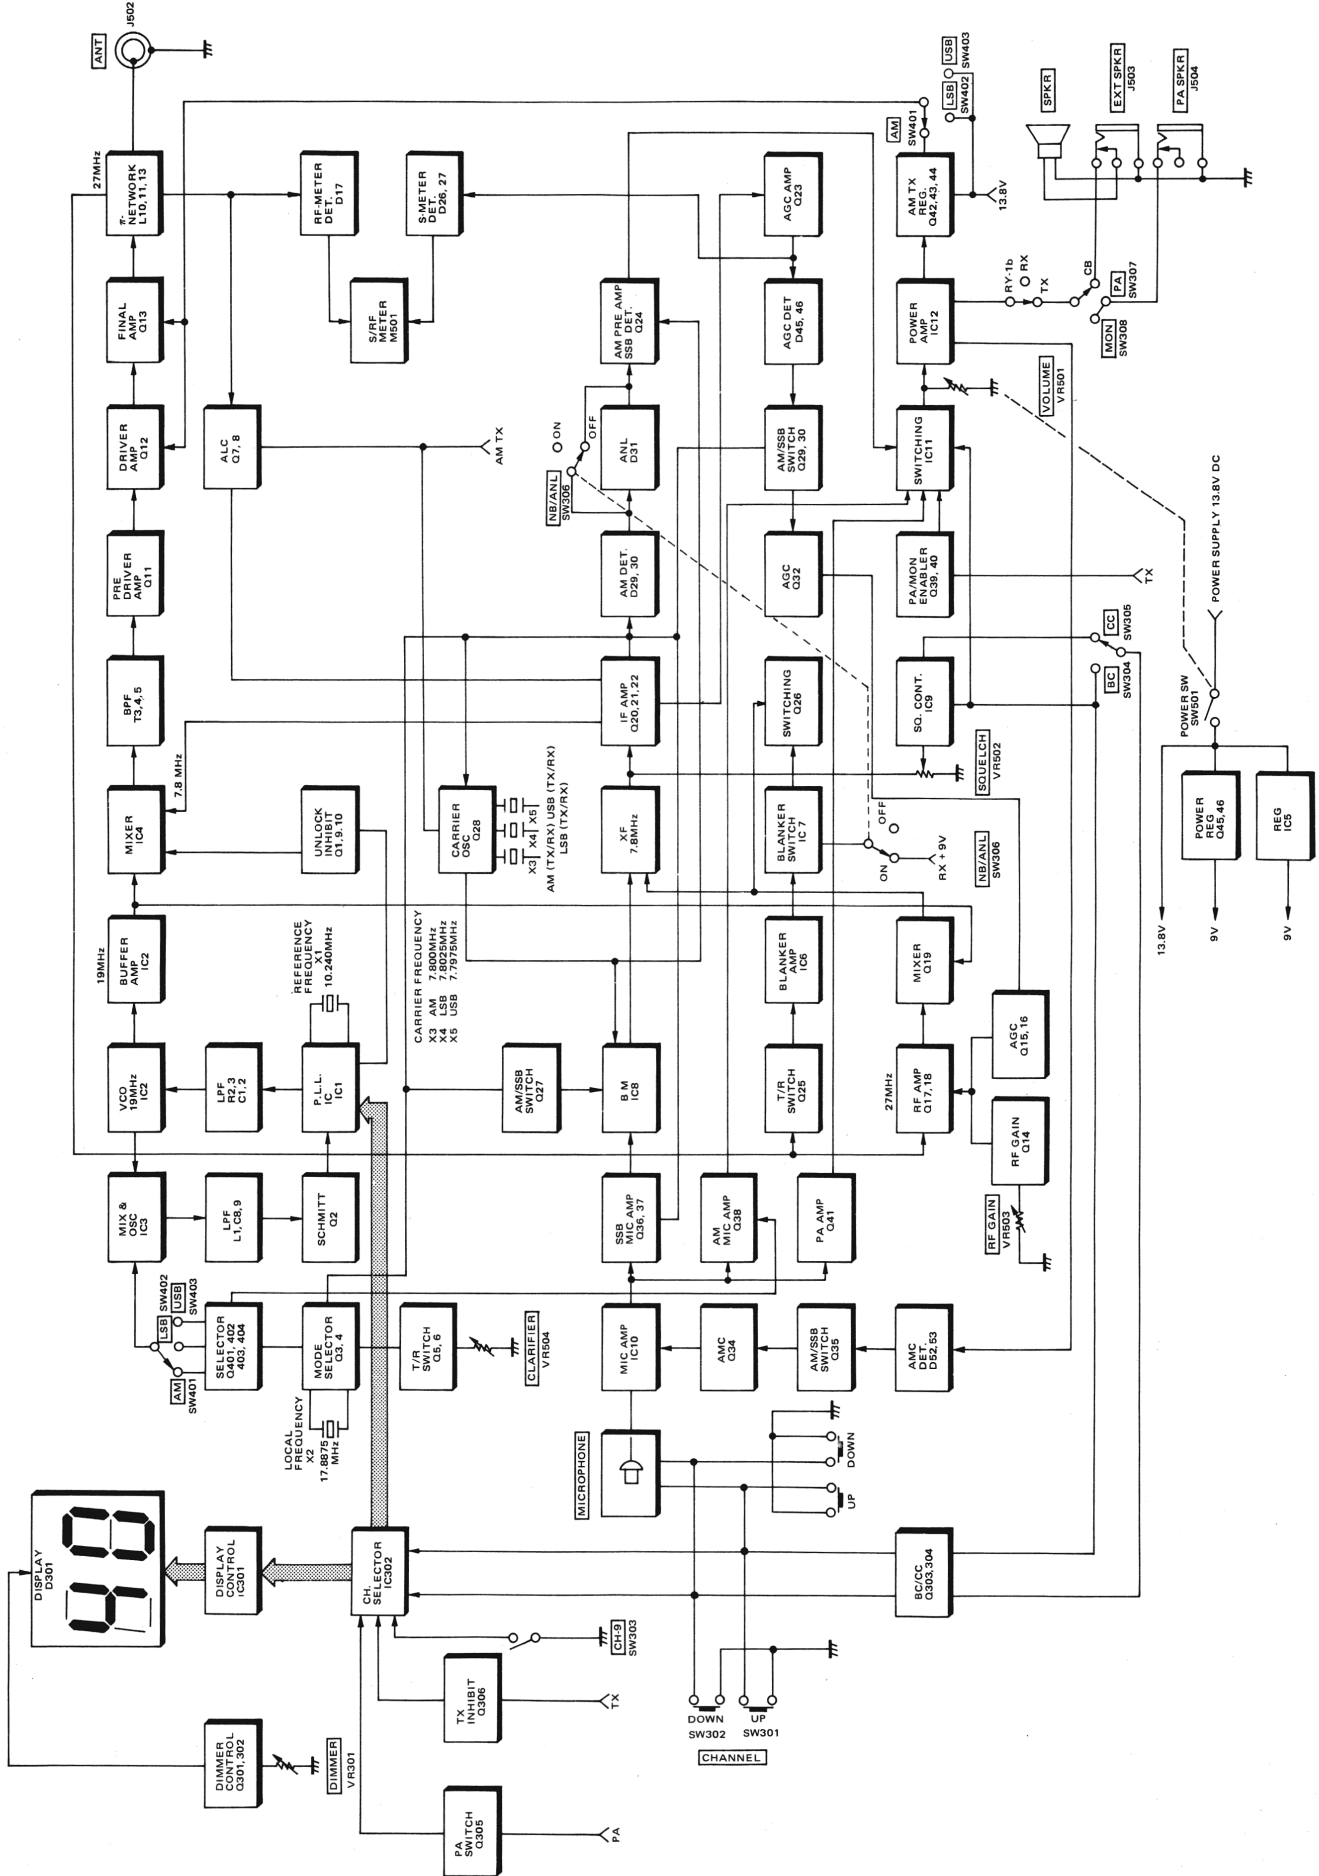 DIMMER
CONTROL
Q301,302
DIMMER
VR301
PA
SWITCH
Q305
PA
TX
INHIBIT
Q306
TX
DISPLAY
D301
40
DISPLAY
CONTROL
IC301
CH.
SELECTOR
IC302
CH-9
SW303
DOWN
SW302
UP
SW301
CHANNEL
BC/CC
Q303,304
MICROPHONE
UP
DOWN
AM
SW401
LSB
SW402
USB
SW403
SELECTOR
Q401, 402
403, 404
LOCAL
FREQUENCY
X2
17.8875
MHz
MODE
SELECTOR
Q3, 4
T/R
SWITCH
Q5, 6
CLARIFIER
VR504
MIC AMP
IC10
AMC
Q34
AM/SSB
SWITCH
Q35
AMC
DET.
D52,53
MIX &
OSC
IC3
LPF
L1, C8, 9
SCHMITT
Q2
SSB
MIC AMP
Q36, 37
AM
MIC AMP
Q38
PA AMP
Q41
RF GAIN
VR503
RF GAIN
Q14
VCO
19MHz
IC2
LPF
R2, 3
C1, 2
P.L.L.
IC
IC1
REFERENCE
FREQUENCY
X1
10.240MHz
AM/SSB
SWITCH
Q27
B M
IC8
T/R
SWITCH
Q25
27MHz
RF AMP
Q17, 18
AGC
Q15, 16
19MHz
BUFFER
AMP
IC2
CARRIER FREQUENCY
X3 AM 7.800MHz
X4 LSB 7.8025MHz
X5 USB 7.7975MHz
BLANKER
AMP
IC6
MIXER
Q19
MIXER
IC4
7.8 MHz
UNLOCK
INHIBIT
Q1, 9, 10
CARRIER
OSC
Q28
X3
X4
X5
AM (TX/RX)
USB (TX/RX)
LSB (TX/RX)
XF
7.8MHz
BLANKER
SWITCH
IC 7
ON
OFF
RX + 9V
NB/ANL
SW306
BPF
T3, 4, 5
IF AMP
Q20, 21, 22
SWITCHING
Q26
SQ. CONT.
IC9
SQUELCH
VR502
BC
SW304
CC
SW305
PRE
DRIVER
AMP
Q11
AM DET.
D29, 30
AGC
Q32
PA/MON
ENABLER
Q39, 40
TX
DRIVER
AMP
Q12
ALC
Q7, 8
AM TX
NB/ANL
SW306
ON
OFF
ANL
D31
AM/SSB
SWITCH
Q29, 30
SWITCHING
IC11
VOLUME
VR501
FINAL
AMP
Q13
S/RF
METER
M501
AM PRE AMP
SSB DET.
Q24
AGC DET
D45, 46
POWER
AMP
IC12
27MHz
π-
NETWORK
L10, 11, 13
RF-METER
DET.
D17
S-METER
DET.
D26, 27
AGC AMP
Q23
AM TX
REG.
Q42, 43, 44
13.8V
ANT
J502
AM
SW401
LSB
SW402
USB
SW403
RY-1b
RX
TX
CB
PA
SW307
MON
SW308
SPKR
EXT SPKR
J503
PA SPKR
J504
POWER SW
SW501
POWER SUPPLY 13.8V DC
13.8V
POWER
REG
Q45,46
9V
REG
IC5
9V